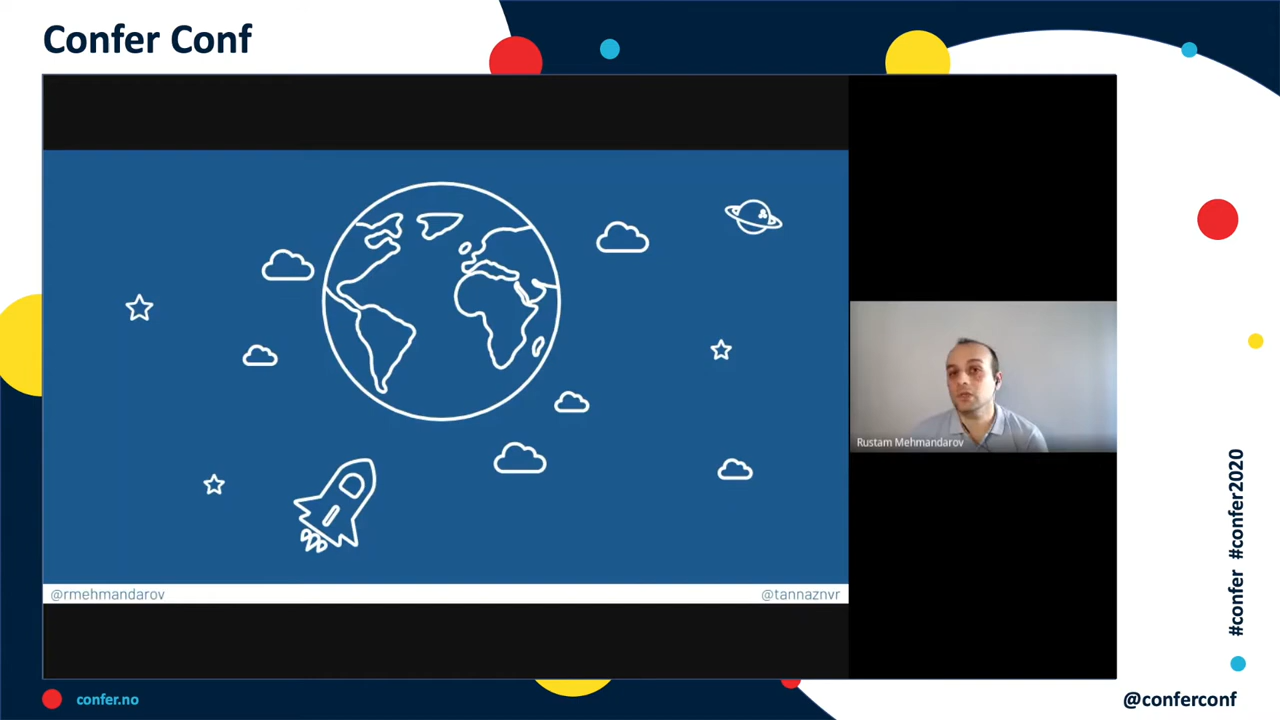 Confer Conf
Rustam Mehmandarov
@rmehmandarov
@tannaznvr
#confer #confer2020
confer.no
@conferconf